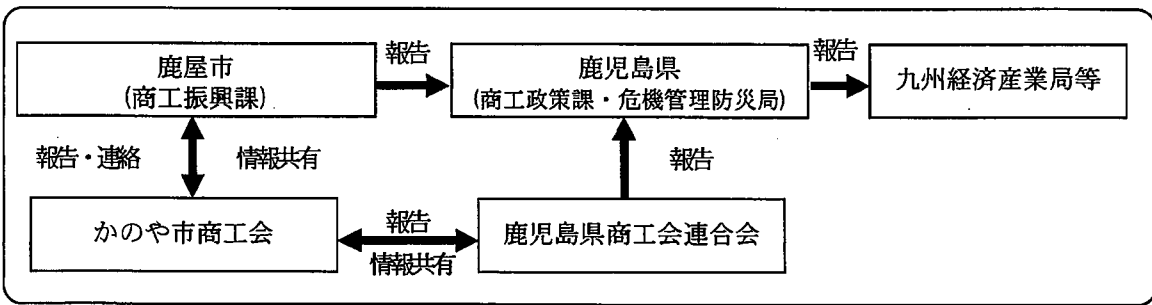 鹿屋市
(商工振興課)
報告
鹿児島県
(商工政策課・危機管理防災局)
報告
九州経済産業局等
報告・連絡
情報共有
報告
かのや市商工会
報告
情報共有
鹿児島県商工会連合会